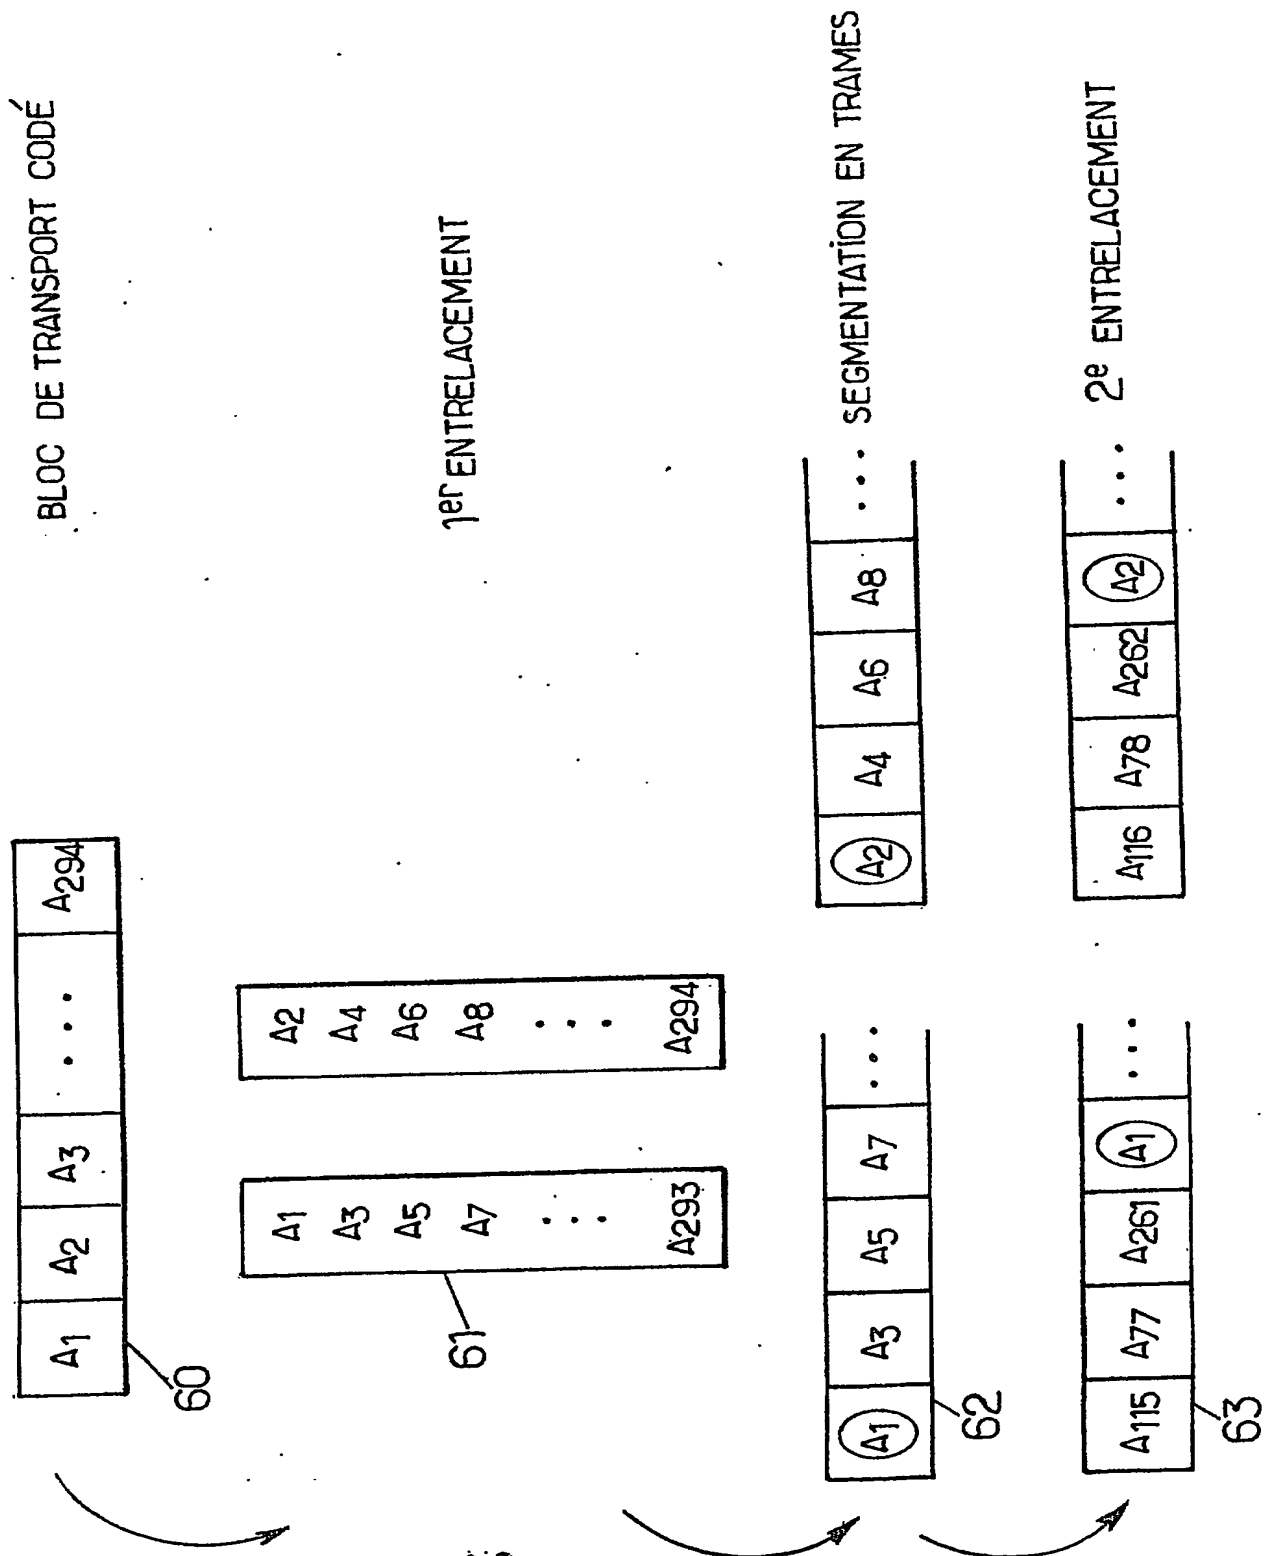 BLOC DE TRANSPORT CODÉ
A1 A2 A3 ... A294
60
1er ENTRELACEMENT
A1 A2
A3 A4
A5 A6
A7 A8
... ...
A293 A294
61
SEGMENTATION EN TRAMES
A1 A3 A5 A7 ... A2 A4 A6 A8 ...
62
2e ENTRELACEMENT
A115 A77 A261 A1 ... A116 A78 A262 A2 ...
63